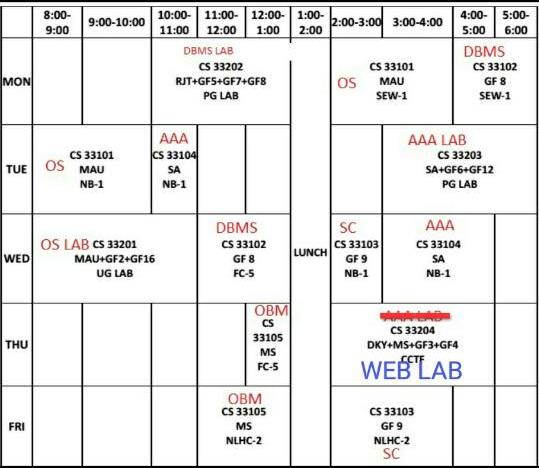 8:00-9:00 9:00-10:00 10:00-11:00 11:00-12:00 12:00-1:00 1:00-2:00 2:00-3:00 3:00-4:00 4:00-5:00 5:00-6:00
MON
DBMS LAB
CS 33202
RJT+GF5+GF7+GF8
PG LAB
OS
CS 33101
MAU
SEW-1
DBMS
CS 33102
GF 8
SEW-1
TUE
OS
CS 33101
MAU
NB-1
AAA
CS 33104
SA
NB-1
AAA LAB
CS 33203
SA+GF6+GF12
PG LAB
WED
OS LAB CS 33201
MAU+GF2+GF16
UG LAB
DBMS
CS 33102
GF 8
FC-5
LUNCH
SC
CS 33103
GF 9
NB-1
AAA
CS 33104
SA
NB-1
THU
OBM
CS
33105
MS
FC-5
AAA LAB
CS 33204
DKY+MS+GF3+GF4
CCTF
WEB LAB
FRI
OBM
CS 33105
MS
NLHC-2
CS 33103
GF 9
NLHC-2
SC